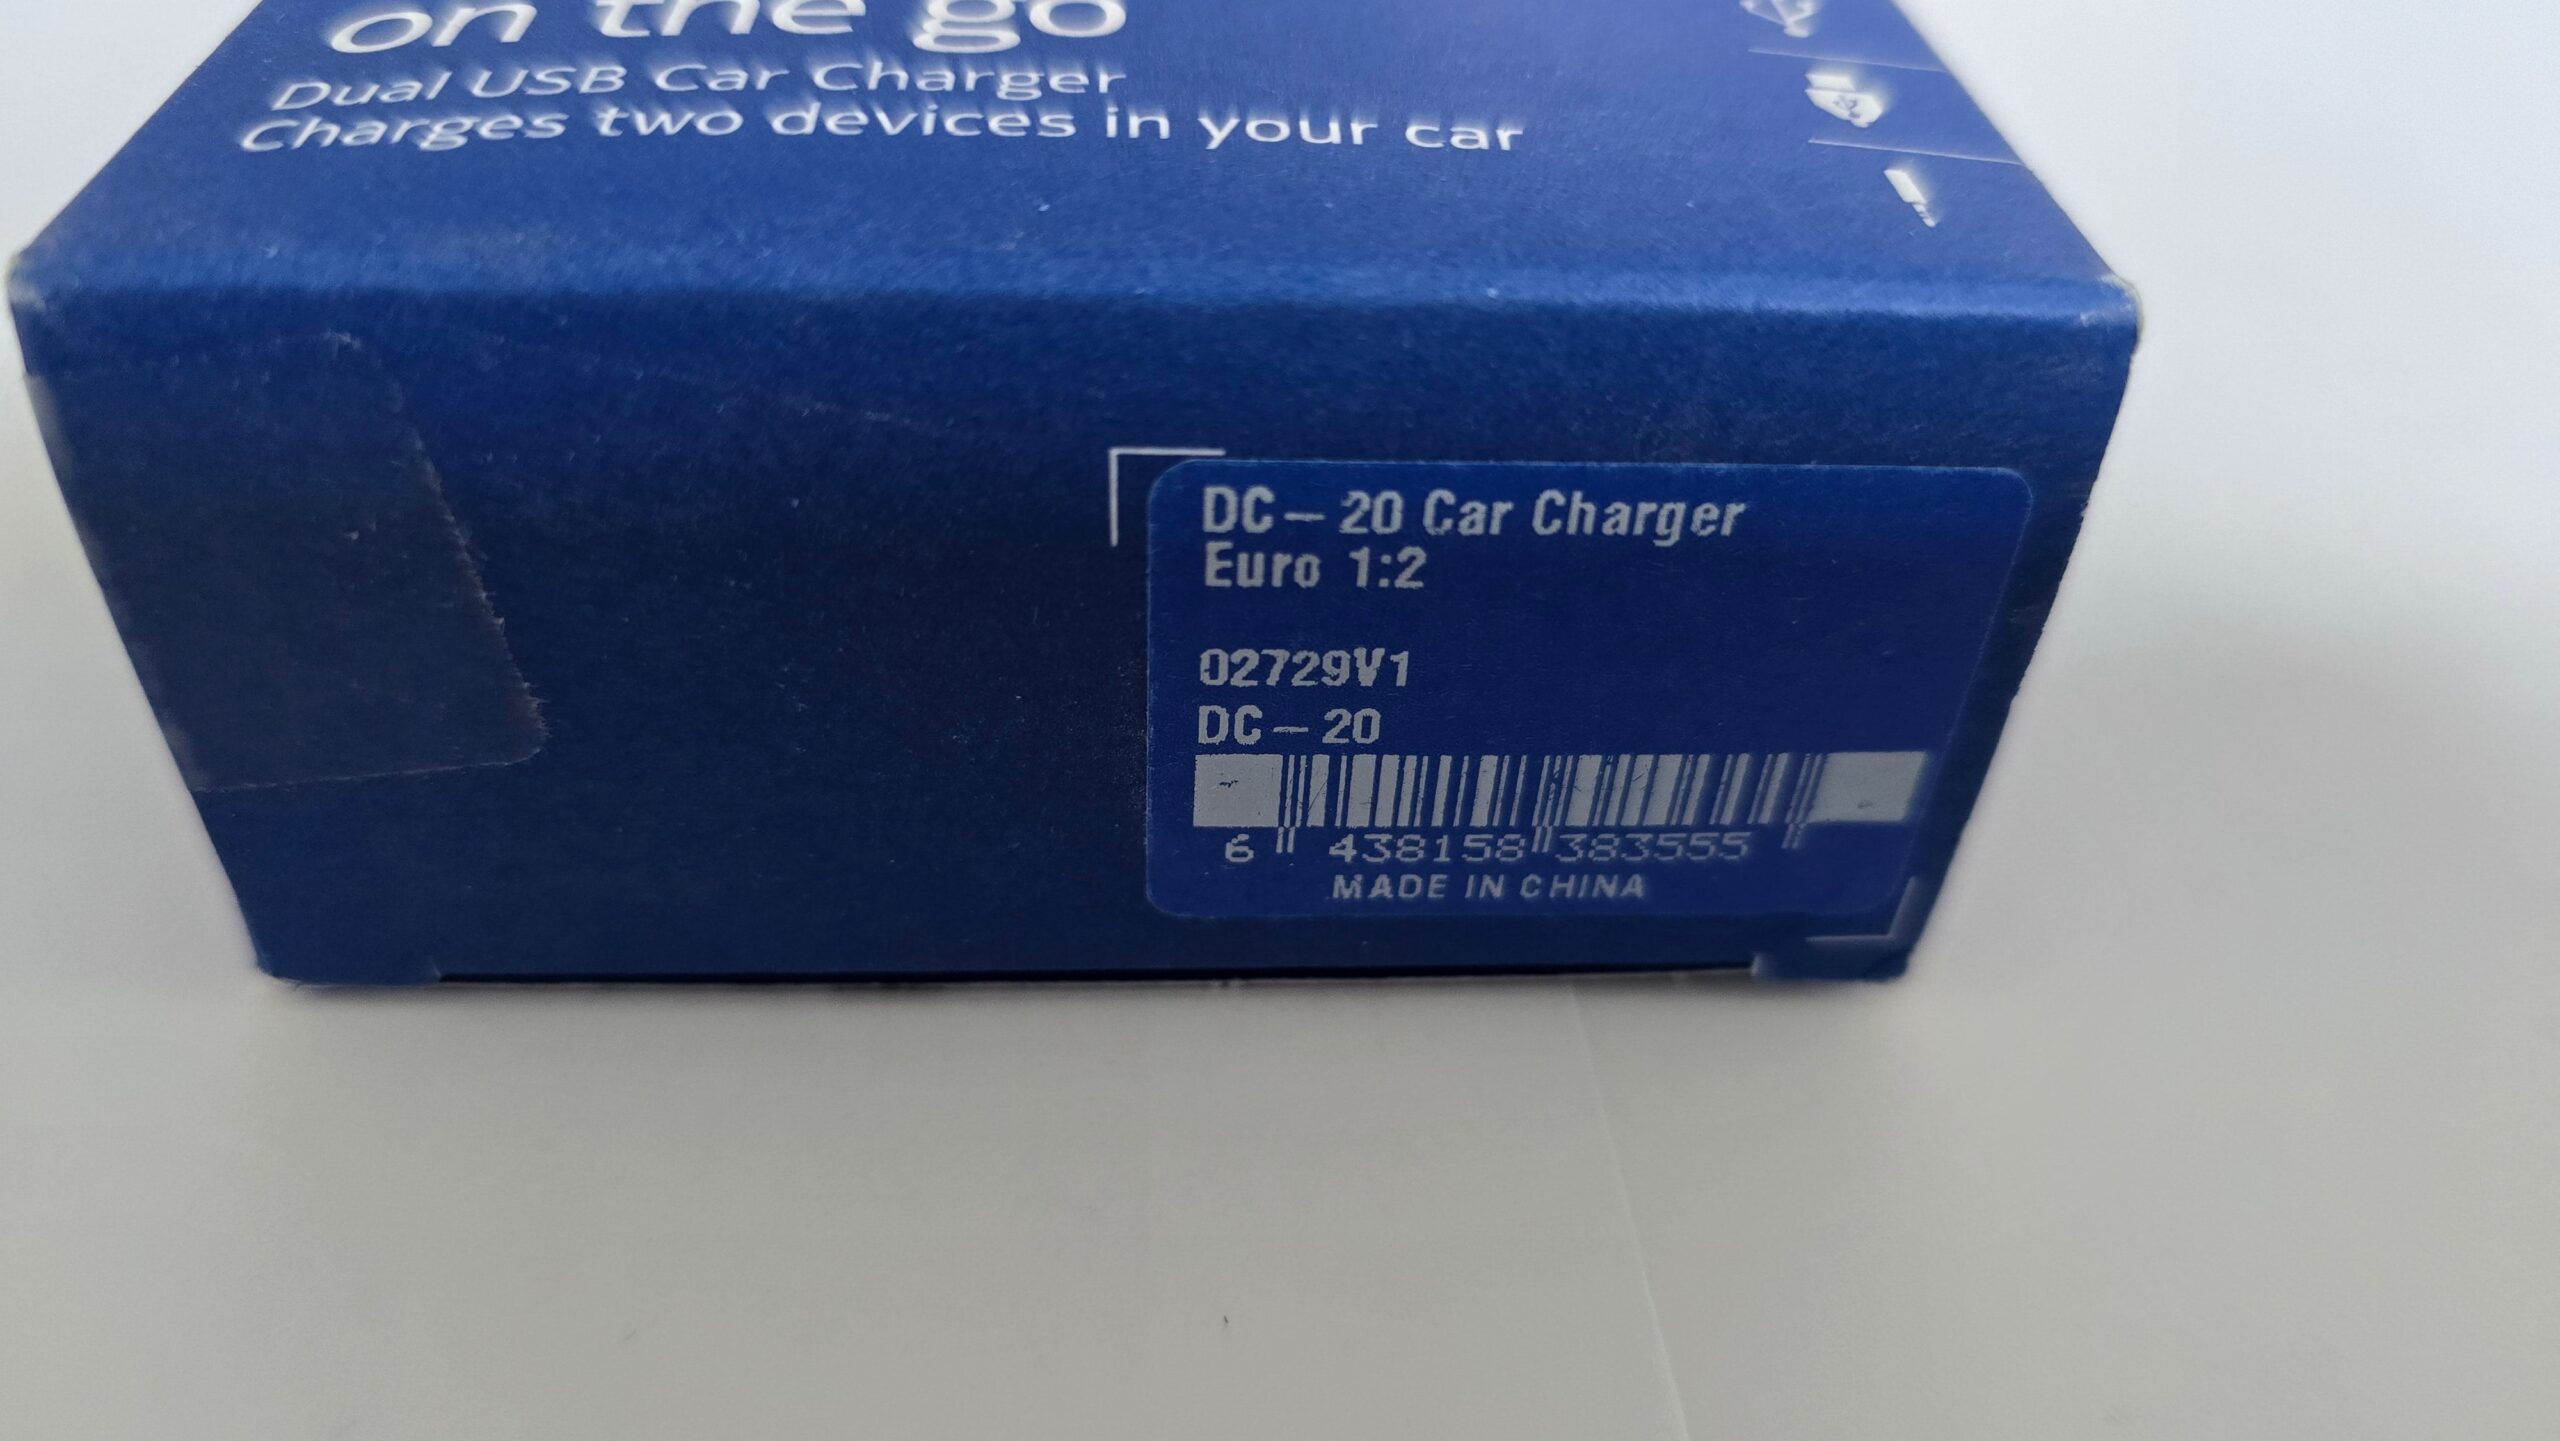 on the go
Dual USB Car Charger
Charges two devices in your car
DC-20 Car Charger
Euro 1:2
02729V1
DC-20
6 438158 383555
MADE IN CHINA